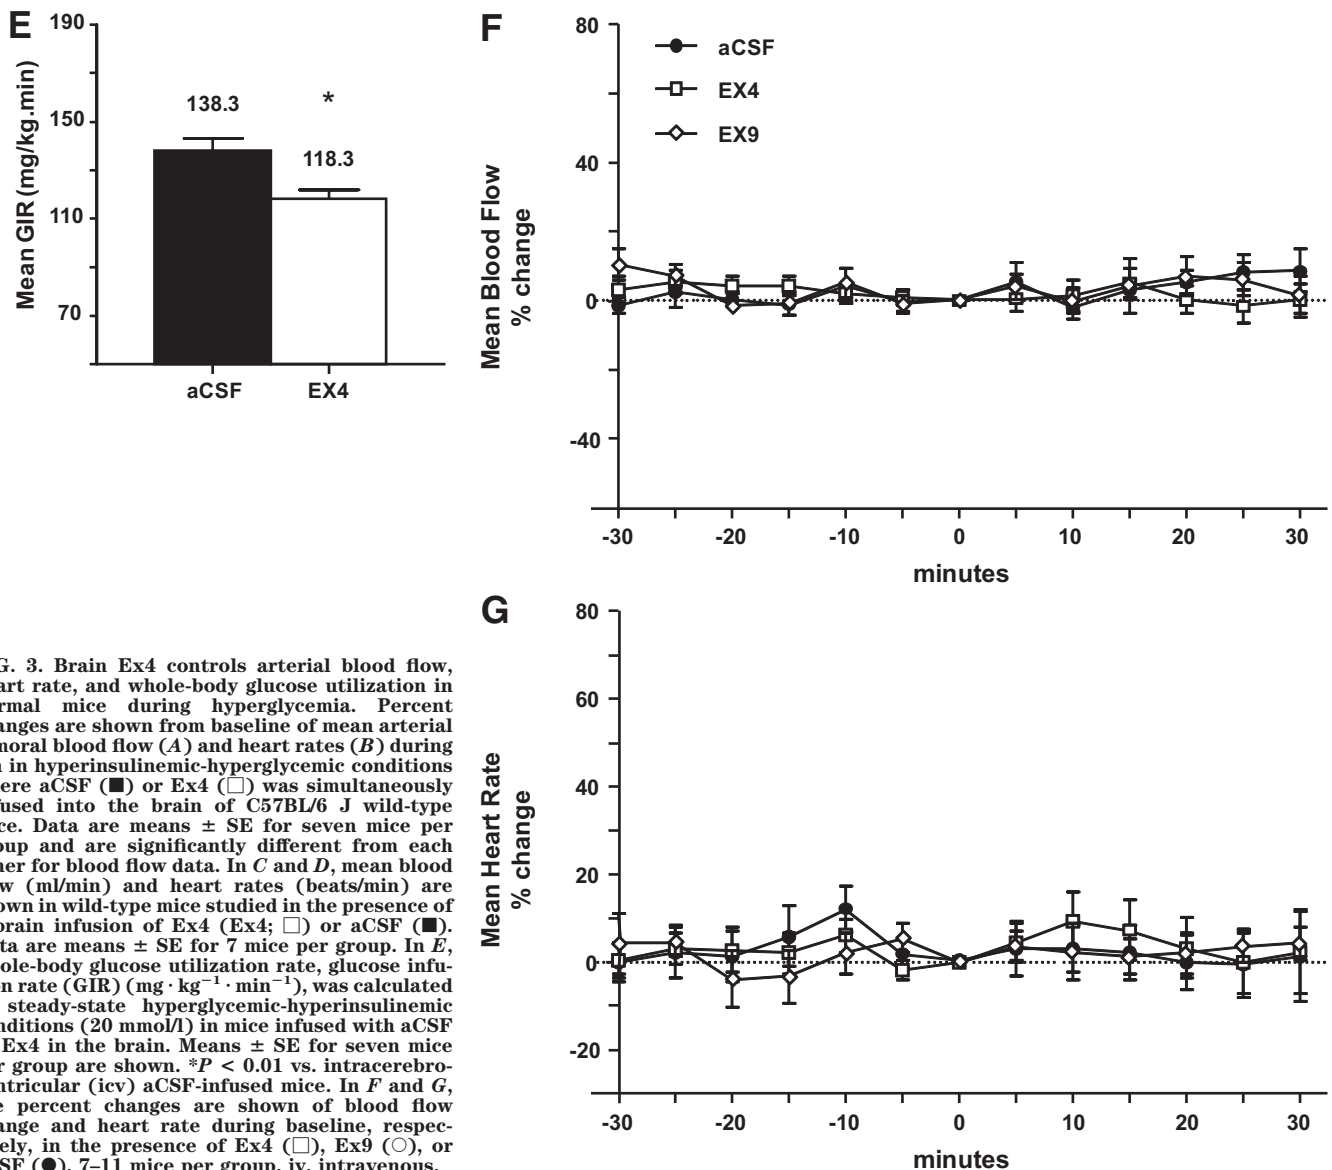 E
190
150
110
70
Mean GIR (mg/kg.min)
138.3
*
118.3
aCSF
EX4
F
80
40
0
-40
Mean Blood Flow
% change
aCSF
EX4
EX9
-30 -20 -10 0 10 20 30
minutes
G
80
60
40
20
0
-20
Mean Heart Rate
% change
-30 -20 -10 0 10 20 30
minutes
G. 3. Brain Ex4 controls arterial blood flow,
art rate, and whole-body glucose utilization in
rmal mice during hyperglycemia. Percent
anges are shown from baseline of mean arterial
moral blood flow (A) and heart rates (B) during
in hyperinsulinemic-hyperglycemic conditions
ere aCSF (■) or Ex4 (□) was simultaneously
fused into the brain of C57BL/6 J wild-type
ce. Data are means ± SE for seven mice per
oup and are significantly different from each
her for blood flow data. In C and D, mean blood
w (ml/min) and heart rates (beats/min) are
own in wild-type mice studied in the presence of
brain infusion of Ex4 (Ex4; □) or aCSF (■).
ta are means ± SE for 7 mice per group. In E,
ole-body glucose utilization rate, glucose infu-
on rate (GIR) (mg · kg⁻¹ · min⁻¹), was calculated
steady-state hyperglycemic-hyperinsulinemic
nditions (20 mmol/l) in mice infused with aCSF
Ex4 in the brain. Means ± SE for seven mice
r group are shown. *P < 0.01 vs. intracerebro-
ntricular (icv) aCSF-infused mice. In F and G,
e percent changes are shown of blood flow
ange and heart rate during baseline, respec-
ely, in the presence of Ex4 (□), Ex9 (○), or
SF (●). 7–11 mice per group. iv, intravenous.